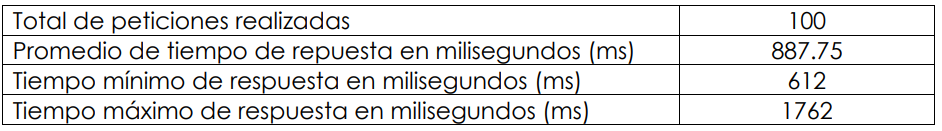 Total de peticiones realizadas 100
Promedio de tiempo de repuesta en milisegundos (ms) 887.75
Tiempo mínimo de respuesta en milisegundos (ms) 612
Tiempo máximo de respuesta en milisegundos (ms) 1762